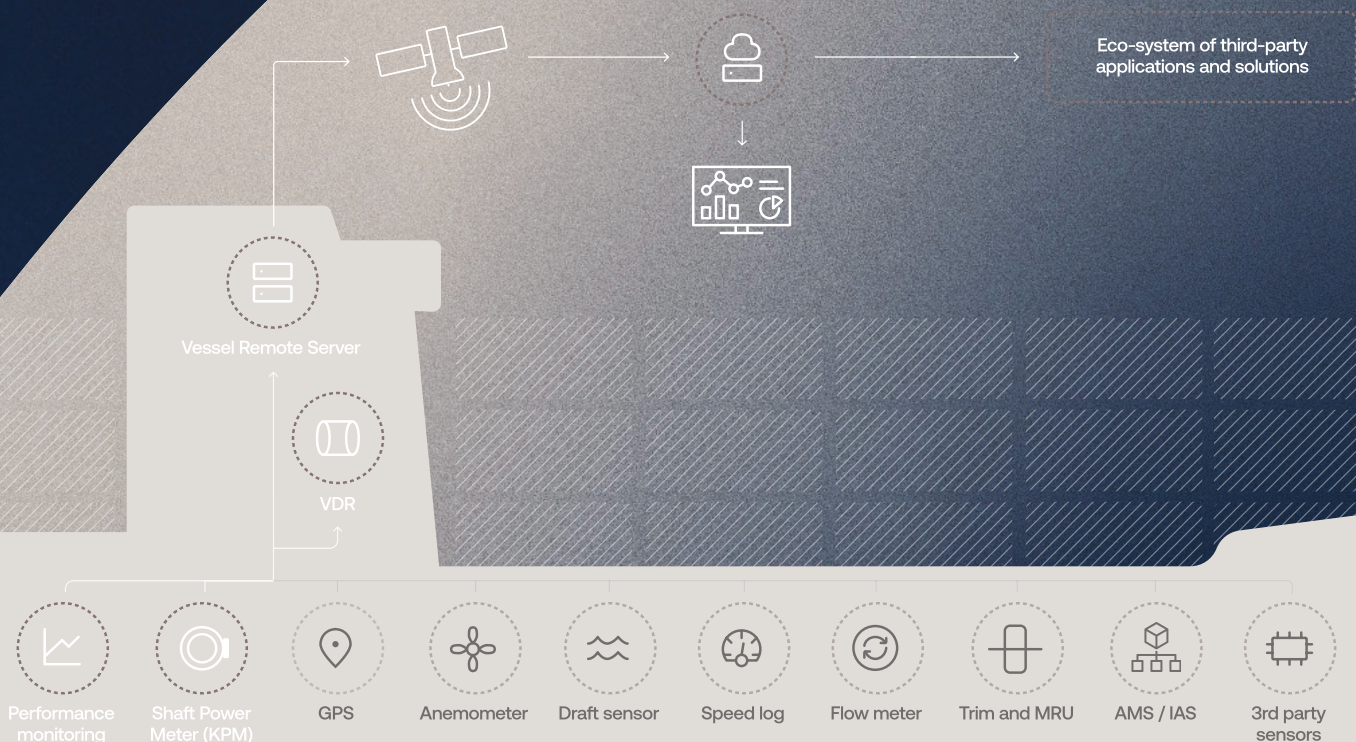 Eco-system of third-party
applications and solutions
Vessel Remote Server
VDR
Performance
monitoring
Shaft Power
Meter (KPM)
GPS
Anemometer
Draft sensor
Speed log
Flow meter
Trim and MRU
AMS / IAS
3rd party
sensors